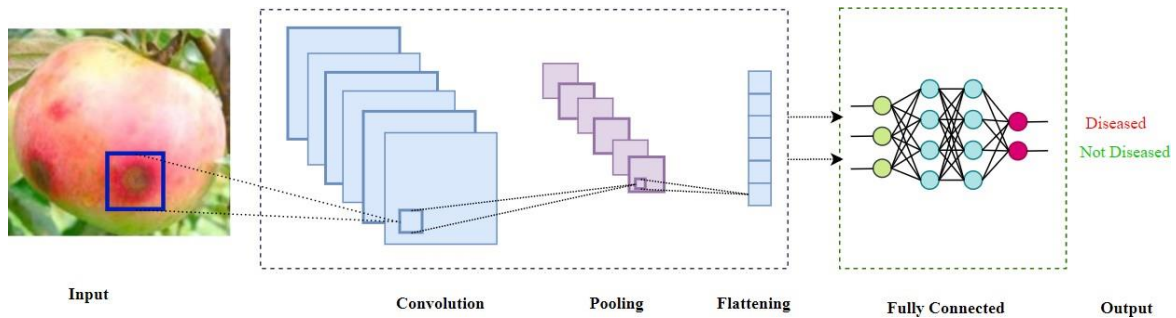 Diseased
Not Diseased
Input
Convolution
Pooling
Flattening
Fully Connected
Output